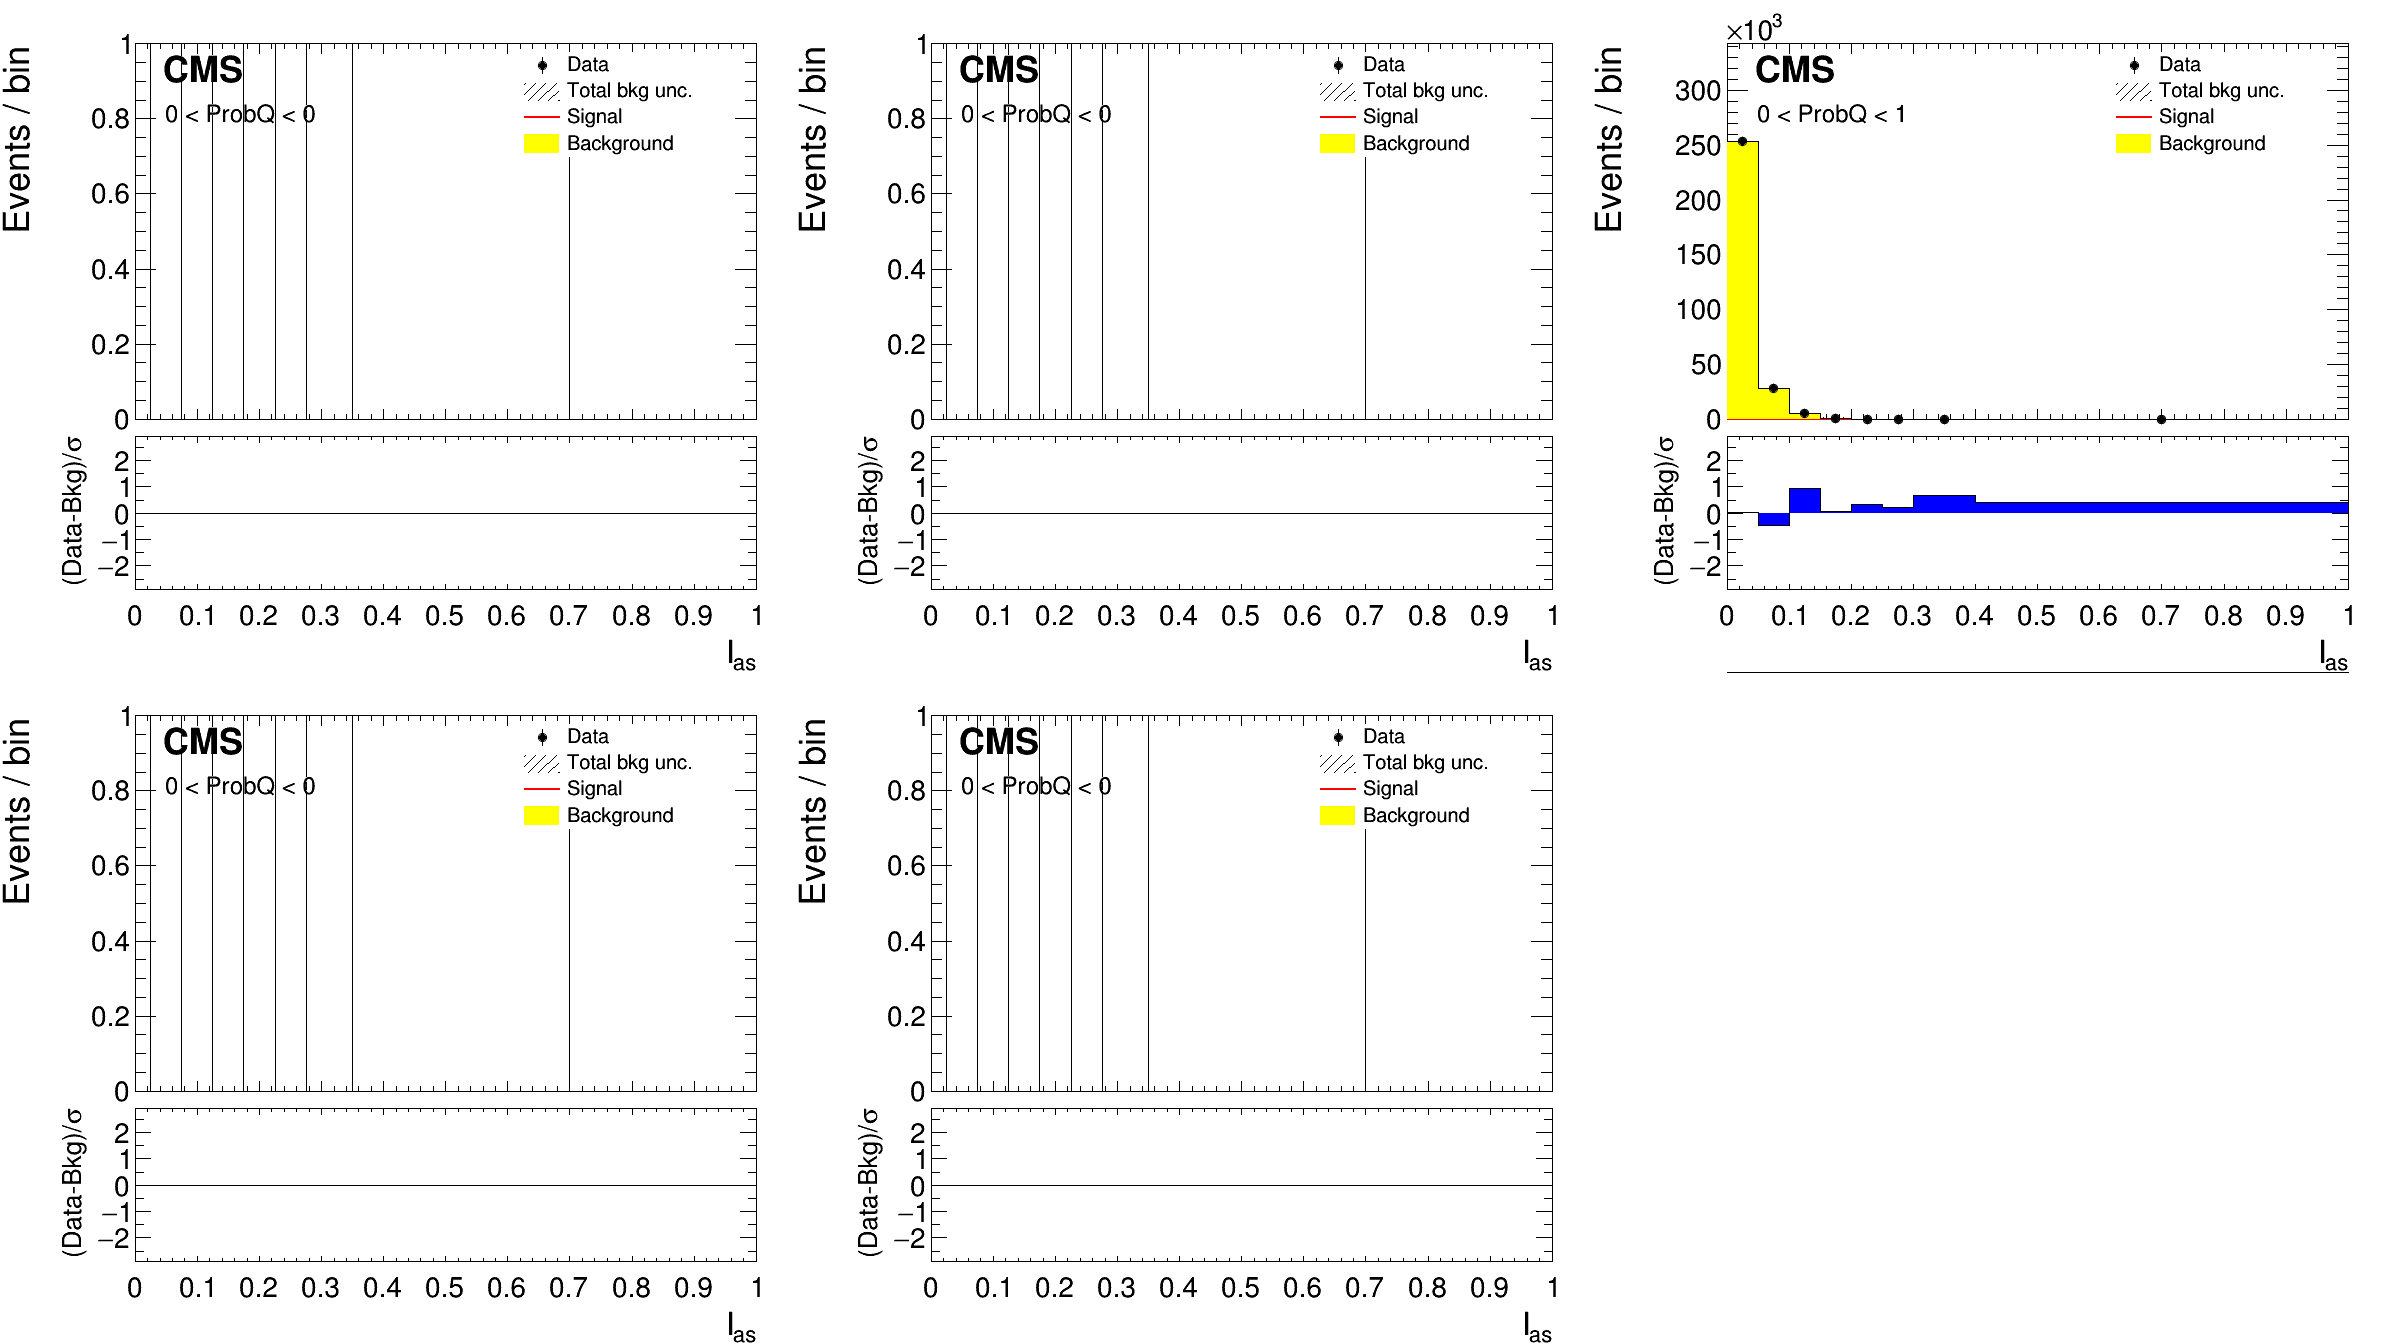 Events / bin
1
0.8
0.6
0.4
0.2
0
CMS
0 < ProbQ < 0
Data
Total bkg unc.
Signal
Background
(Data-Bkg)/σ
2
1
0
−1
−2
0 0.1 0.2 0.3 0.4 0.5 0.6 0.7 0.8 0.9 1
Ias
Events / bin
1
0.8
0.6
0.4
0.2
0
CMS
0 < ProbQ < 0
Data
Total bkg unc.
Signal
Background
(Data-Bkg)/σ
2
1
0
−1
−2
0 0.1 0.2 0.3 0.4 0.5 0.6 0.7 0.8 0.9 1
Ias
×10³
Events / bin
300
250
200
150
100
50
0
CMS
0 < ProbQ < 1
Data
Total bkg unc.
Signal
Background
(Data-Bkg)/σ
2
1
0
−1
−2
0 0.1 0.2 0.3 0.4 0.5 0.6 0.7 0.8 0.9 1
Ias
Events / bin
1
0.8
0.6
0.4
0.2
0
CMS
0 < ProbQ < 0
Data
Total bkg unc.
Signal
Background
(Data-Bkg)/σ
2
1
0
−1
−2
0 0.1 0.2 0.3 0.4 0.5 0.6 0.7 0.8 0.9 1
Ias
Events / bin
1
0.8
0.6
0.4
0.2
0
CMS
0 < ProbQ < 0
Data
Total bkg unc.
Signal
Background
(Data-Bkg)/σ
2
1
0
−1
−2
0 0.1 0.2 0.3 0.4 0.5 0.6 0.7 0.8 0.9 1
Ias